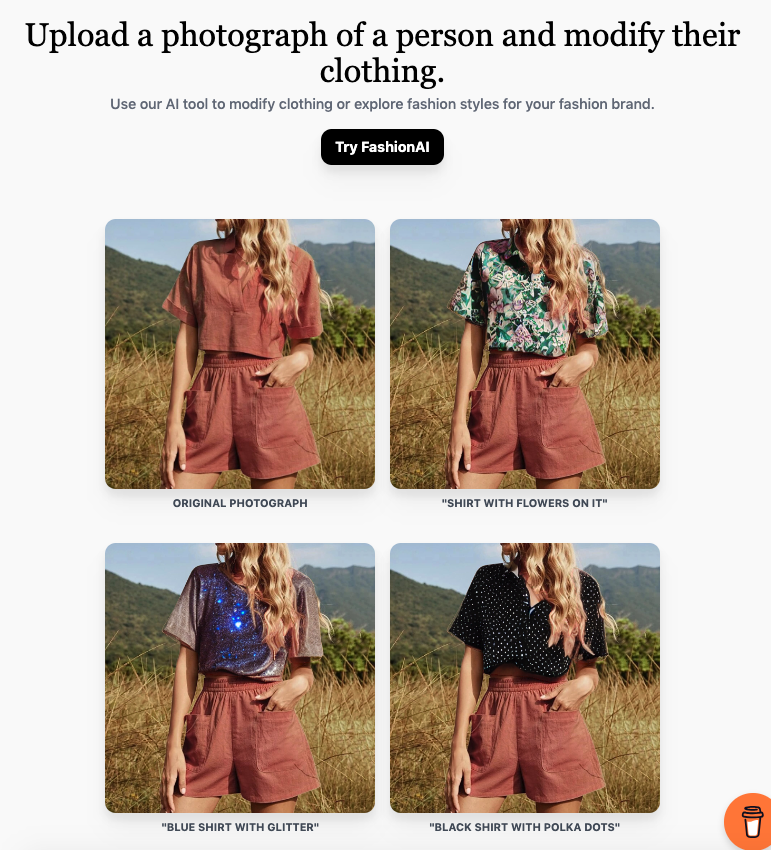 Upload a photograph of a person and modify their
clothing.
Use our AI tool to modify clothing or explore fashion styles for your fashion brand.
Try FashionAI
ORIGINAL PHOTOGRAPH
"SHIRT WITH FLOWERS ON IT"
"BLUE SHIRT WITH GLITTER"
"BLACK SHIRT WITH POLKA DOTS"